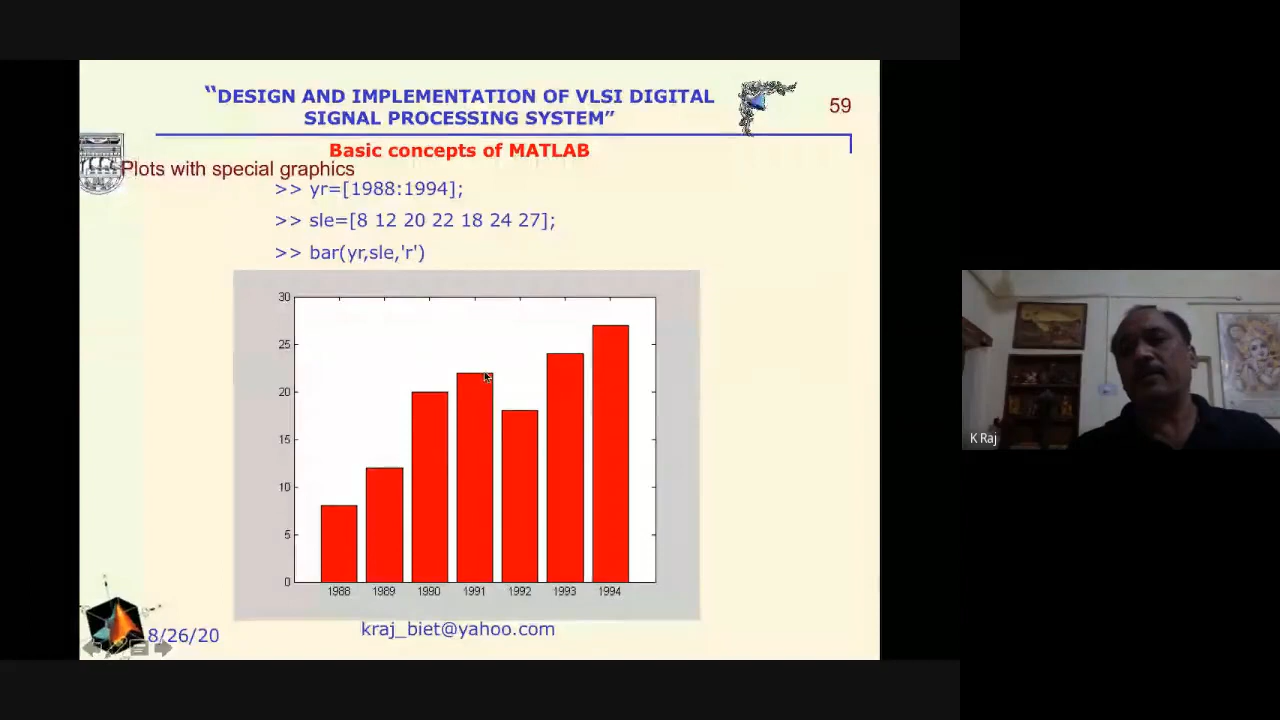 “DESIGN AND IMPLEMENTATION OF VLSI DIGITAL
SIGNAL PROCESSING SYSTEM”
59
Basic concepts of MATLAB
Plots with special graphics
>> yr=[1988:1994];
>> sle=[8 12 20 22 18 24 27];
>> bar(yr,sle,'r')
30
25
20
15
10
5
0
1988 1989 1990 1991 1992 1993 1994
kraj_biet@yahoo.com
8/26/20
K Raj